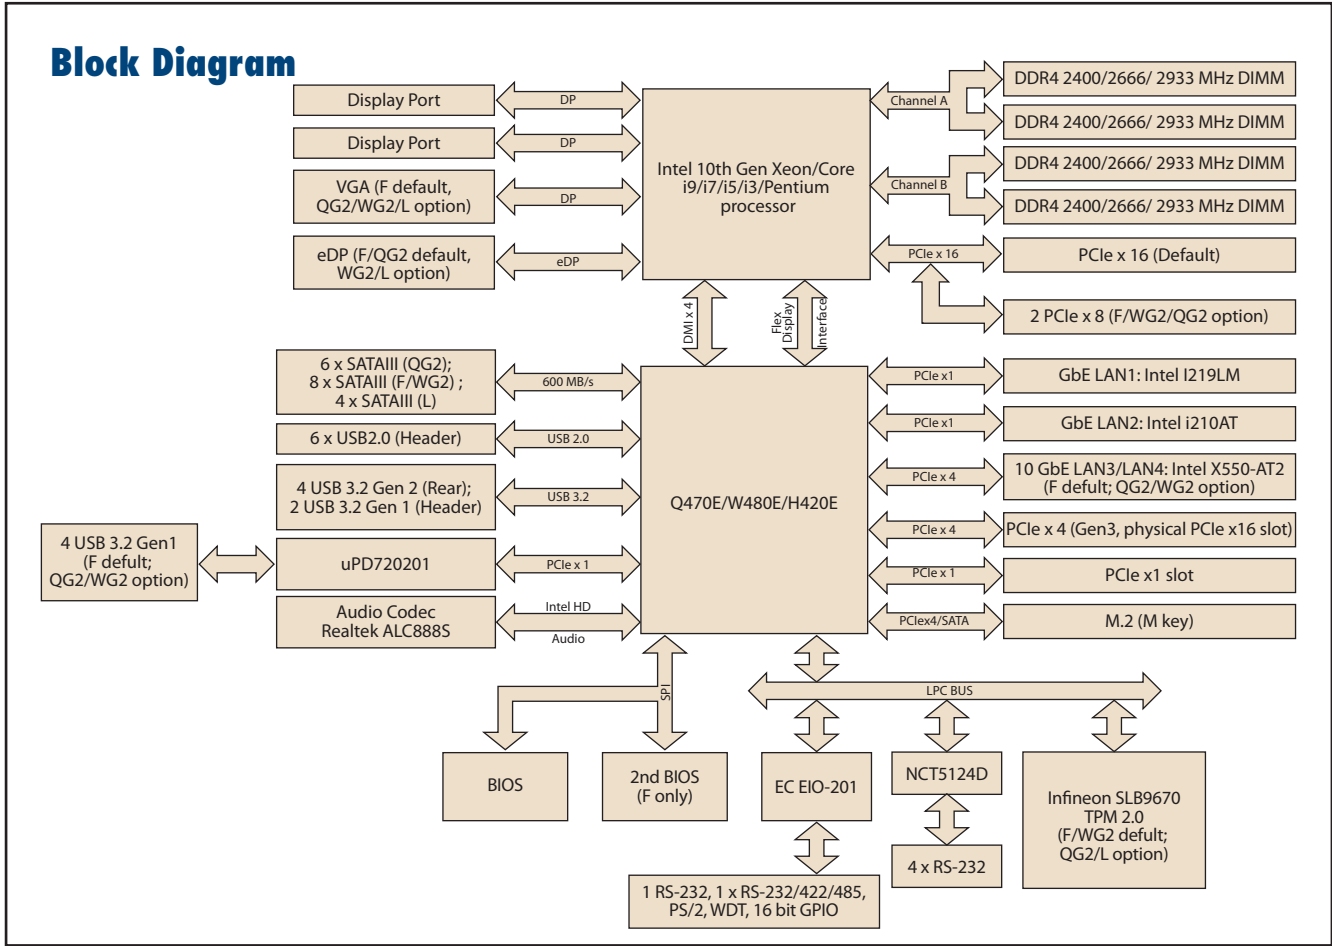 Block Diagram
Display Port
DP
Display Port
DP
VGA (F default,
QG2/WG2/L option)
DP
eDP (F/QG2 default,
WG2/L option)
eDP
Intel 10th Gen Xeon/Core
i9/i7/i5/i3/Pentium
processor
Channel A
DDR4 2400/2666/ 2933 MHz DIMM
DDR4 2400/2666/ 2933 MHz DIMM
Channel B
DDR4 2400/2666/ 2933 MHz DIMM
DDR4 2400/2666/ 2933 MHz DIMM
PCIe x 16
PCIe x 16 (Default)
2 PCIe x 8 (F/WG2/QG2 option)
DMI x 4
Flex
Display
Interface
6 x SATAIII (QG2);
8 x SATAIII (F/WG2) ;
4 x SATAIII (L)
600 MB/s
6 x USB2.0 (Header)
USB 2.0
4 USB 3.2 Gen 2 (Rear);
2 USB 3.2 Gen 1 (Header)
USB 3.2
4 USB 3.2 Gen1
(F defult;
QG2/WG2 option)
uPD720201
PCIe x 1
Audio Codec
Realtek ALC888S
Intel HD
Audio
Q470E/W480E/H420E
PCIe x1
GbE LAN1: Intel I219LM
PCIe x1
GbE LAN2: Intel i210AT
PCIe x 4
10 GbE LAN3/LAN4: Intel X550-AT2
(F defult; QG2/WG2 option)
PCIe x 4
PCIe x 4 (Gen3, physical PCIe x16 slot)
PCIe x 1
PCIe x1 slot
PCIex4/SATA
M.2 (M key)
SPI
LPC BUS
BIOS
2nd BIOS
(F only)
EC EIO-201
NCT5124D
Infineon SLB9670
TPM 2.0
(F/WG2 defult;
QG2/L option)
4 x RS-232
1 RS-232, 1 x RS-232/422/485,
PS/2, WDT, 16 bit GPIO